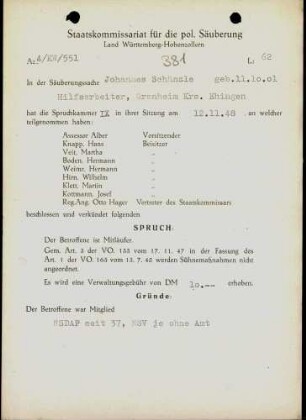 Staatskommissariat für die pol. Säuberung
Land Württemberg-Hohenzollern
Az. A/XV/551 381 L. 62
In der Säuberungssache Johannes Schänzle geb.11.10.01
Hilfsarbeiter, Granheim Krs. Ehingen
hat die Spruchkammer IX in ihrer Sitzung am 12.11.48 an welcher
teilgenommen haben:
Assessor Alber Vorsitzender
Knapp, Hans Beisitzer
Veit, Martha „
Boden, Hermann „
Weimr, Hermann „
Hirn, Wilhelm „
Klett, Martin „
Kottmann, Josef „
Reg.Ang. Otto Hager Vertreter des Staatskommissars
beschlossen und verkündet folgenden
SPRUCH
Der Betroffene ist Mitläufer.
Gem. Art. 3 der VO. 133 vom 17. 11. 47 in der Fassung des
Art. 1 der VO. 165 vom 13. 7. 48 werden Sühnemaßnahmen nicht
angeordnet.
Es wird eine Verwaltungsgebühr von DM 10.-- erhoben.
Gründe:
Der Betroffene war Mitglied
NSDAP seit 37, NSV je ohne Amt